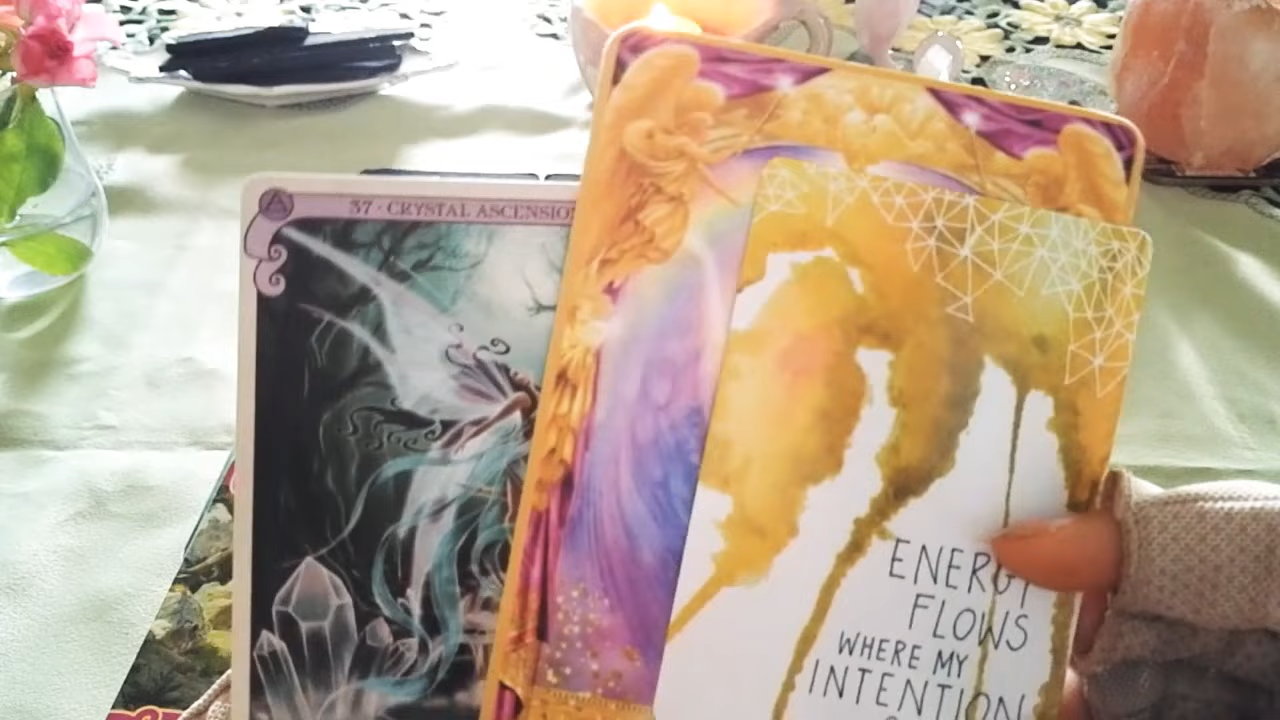 37 · CRYSTAL ASCENSION
ENERGY
FLOWS
WHERE MY
INTENTION